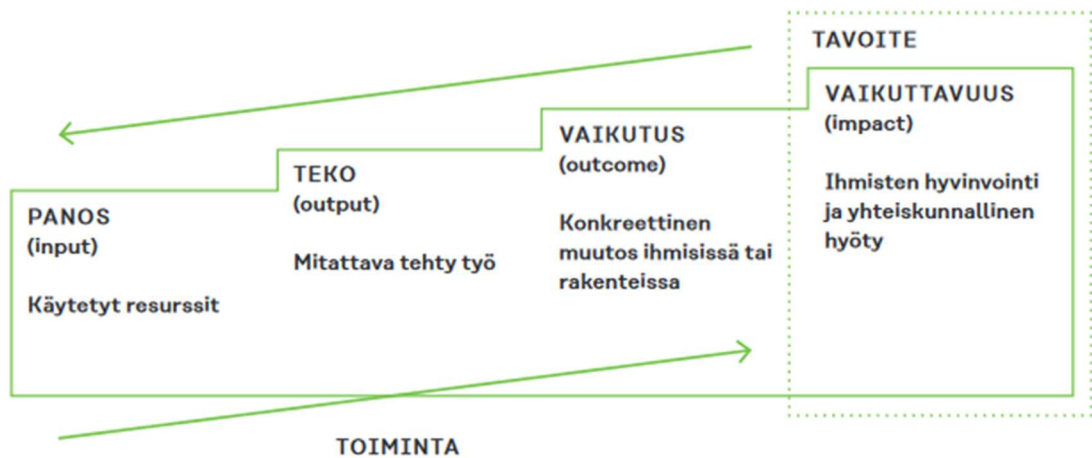 TAVOITE
VAIKUTTAVUUS
(impact)
Ihmisten hyvinvointi
ja yhteiskunnallinen
hyöty
VAIKUTUS
(outcome)
Konkreettinen
muutos ihmisissä tai
rakenteissa
TEKO
(output)
Mitattava tehty työ
PANOS
(input)
Käytetyt resurssit
TOIMINTA